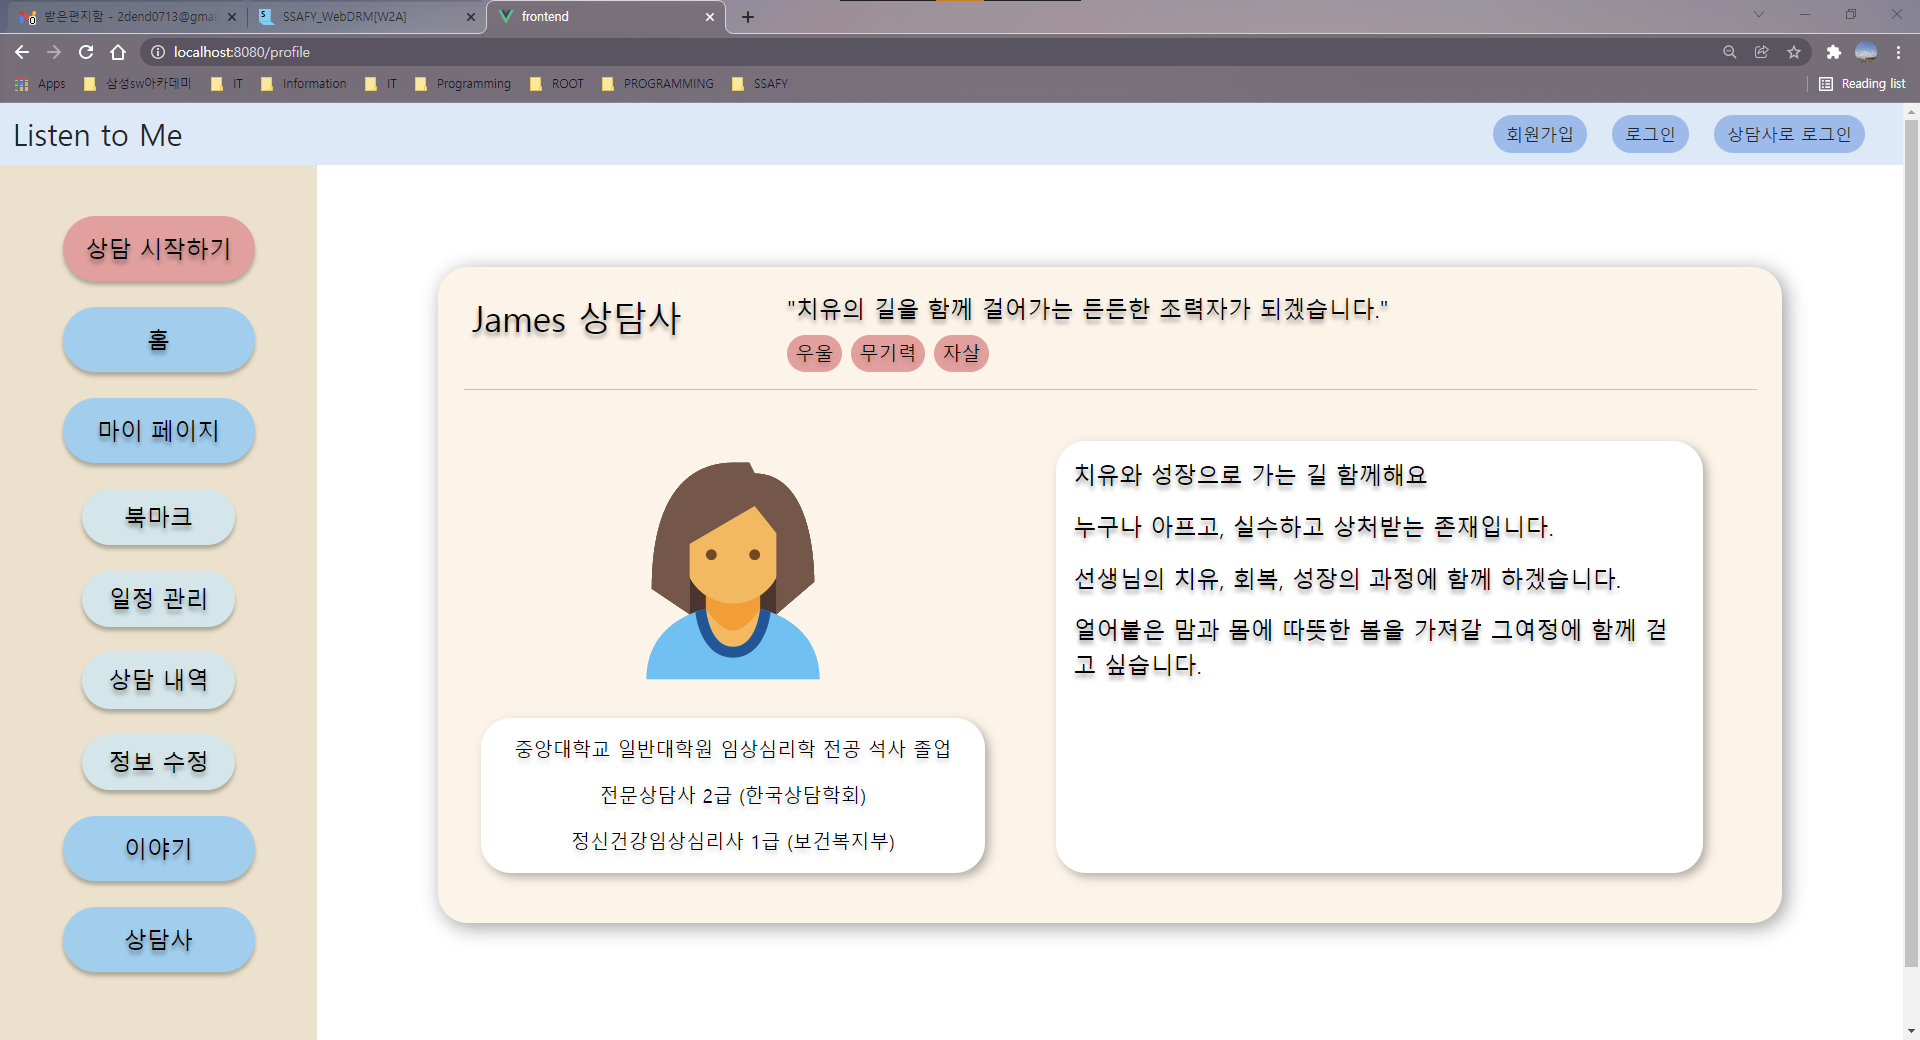 받은편지함 - 2dend0713@gmai
SSAFY_WebDRM[W2A]
frontend
localhost:8080/profile
Apps
삼성sw아카데미
IT
Information
IT
Programming
ROOT
PROGRAMMING
SSAFY
Reading list
Listen to Me
회원가입
로그인
상담사로 로그인
상담 시작하기
홈
마이 페이지
북마크
일정 관리
상담 내역
정보 수정
이야기
상담사
James 상담사
"치유의 길을 함께 걸어가는 든든한 조력자가 되겠습니다."
우울 무기력 자살
중앙대학교 일반대학원 임상심리학 전공 석사 졸업
전문상담사 2급 (한국상담학회)
정신건강임상심리사 1급 (보건복지부)
치유와 성장으로 가는 길 함께해요
누구나 아프고, 실수하고 상처받는 존재입니다.
선생님의 치유, 회복, 성장의 과정에 함께 하겠습니다.
얼어붙은 맘과 몸에 따뜻한 봄을 가져갈 그여정에 함께 걷
고 싶습니다.